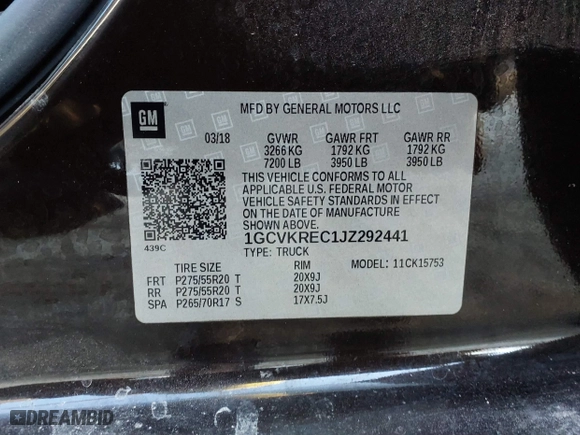 GM
MFD BY GENERAL MOTORS LLC
03/18 GVWR GAWR FRT GAWR RR
3266 KG 1792 KG 1792 KG
7200 LB 3950 LB 3950 LB
THIS VEHICLE CONFORMS TO ALL
APPLICABLE U.S. FEDERAL MOTOR
VEHICLE SAFETY STANDARDS IN EFFECT
ON THE DATE OF MANUFACTURE
SHOWN ABOVE.
439C 1GCVKREC1JZ292441
TYPE: TRUCK 11CK15753
TIRE SIZE RIM
FRT P275/55R20 T 20X9J
RR P275/55R20 T 20X9J
SPA P265/70R17 S 17X7.5J
DREAMBID